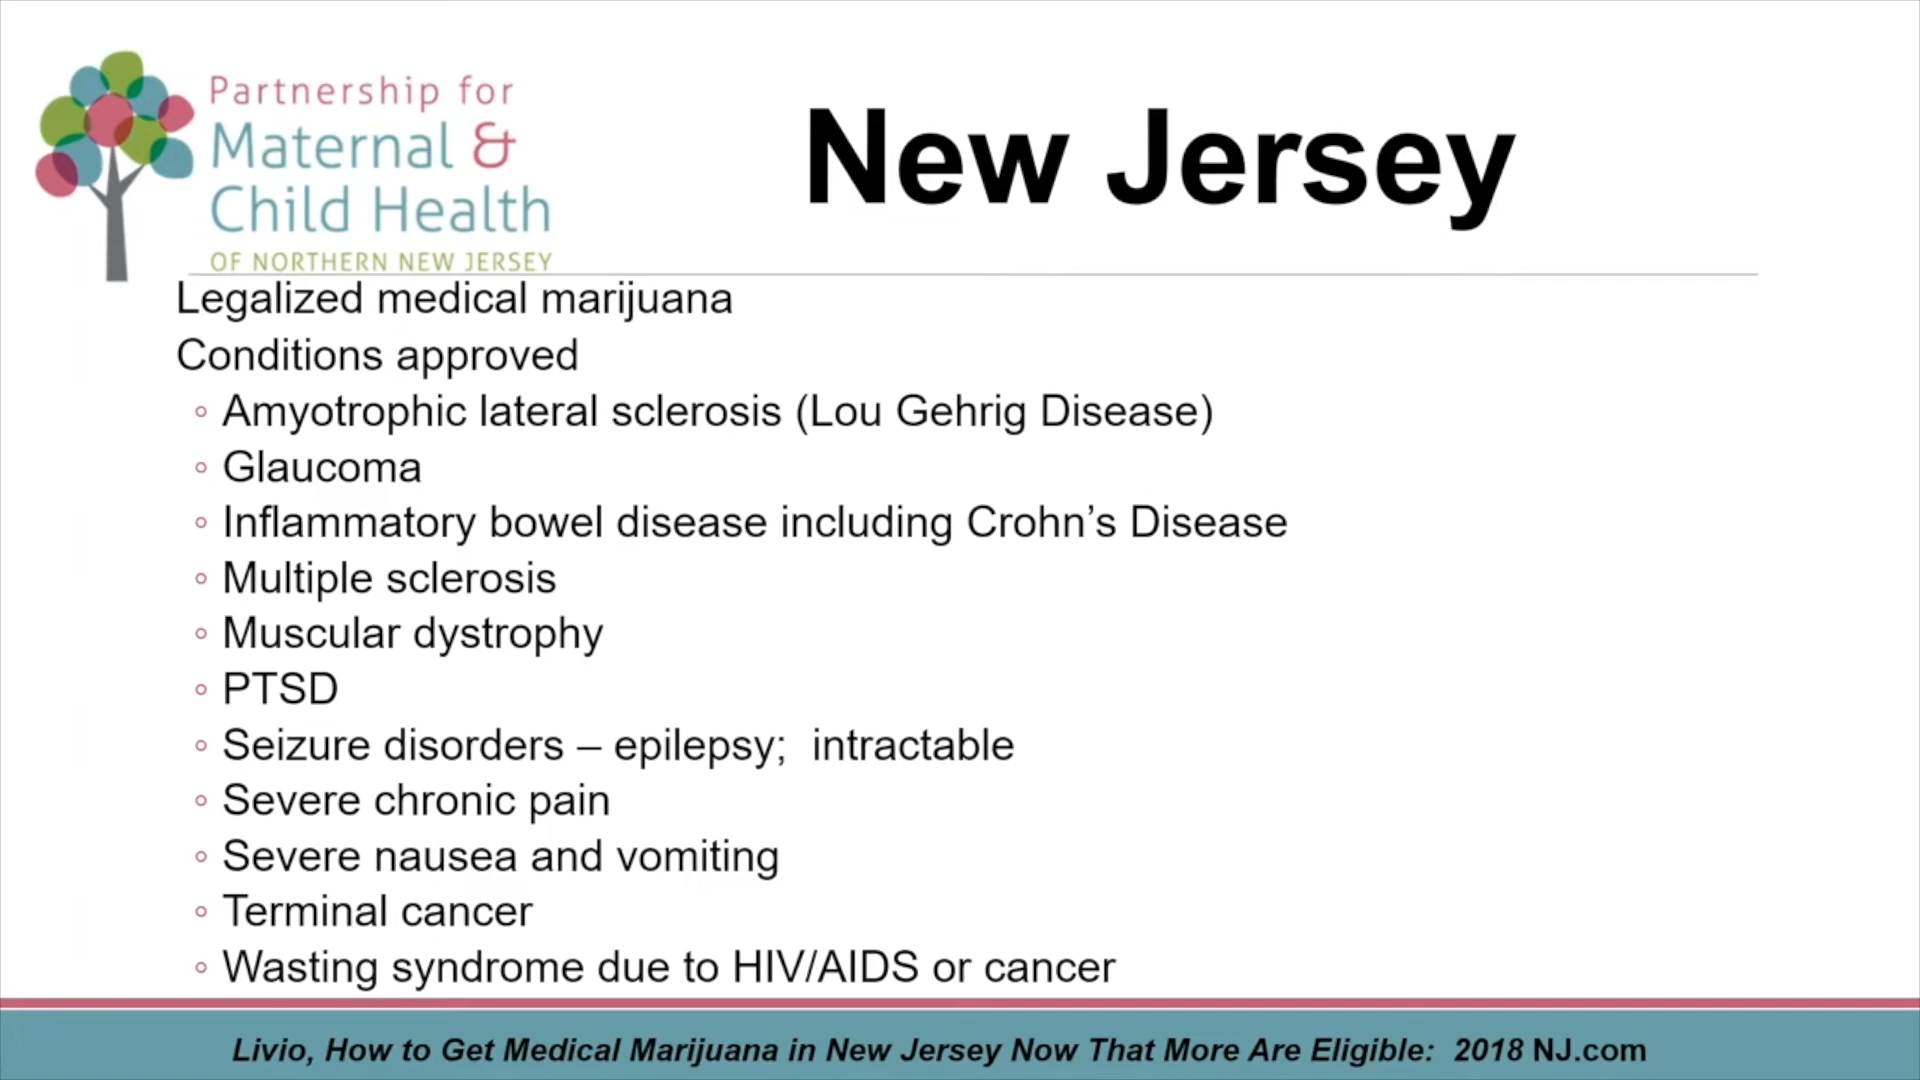 Partnership for
Maternal &
Child Health
OF NORTHERN NEW JERSEY
New Jersey
Legalized medical marijuana
Conditions approved
◦ Amyotrophic lateral sclerosis (Lou Gehrig Disease)
◦ Glaucoma
◦ Inflammatory bowel disease including Crohn’s Disease
◦ Multiple sclerosis
◦ Muscular dystrophy
◦ PTSD
◦ Seizure disorders – epilepsy;  intractable
◦ Severe chronic pain
◦ Severe nausea and vomiting
◦ Terminal cancer
◦ Wasting syndrome due to HIV/AIDS or cancer
Livio, How to Get Medical Marijuana in New Jersey Now That More Are Eligible:  2018 NJ.com